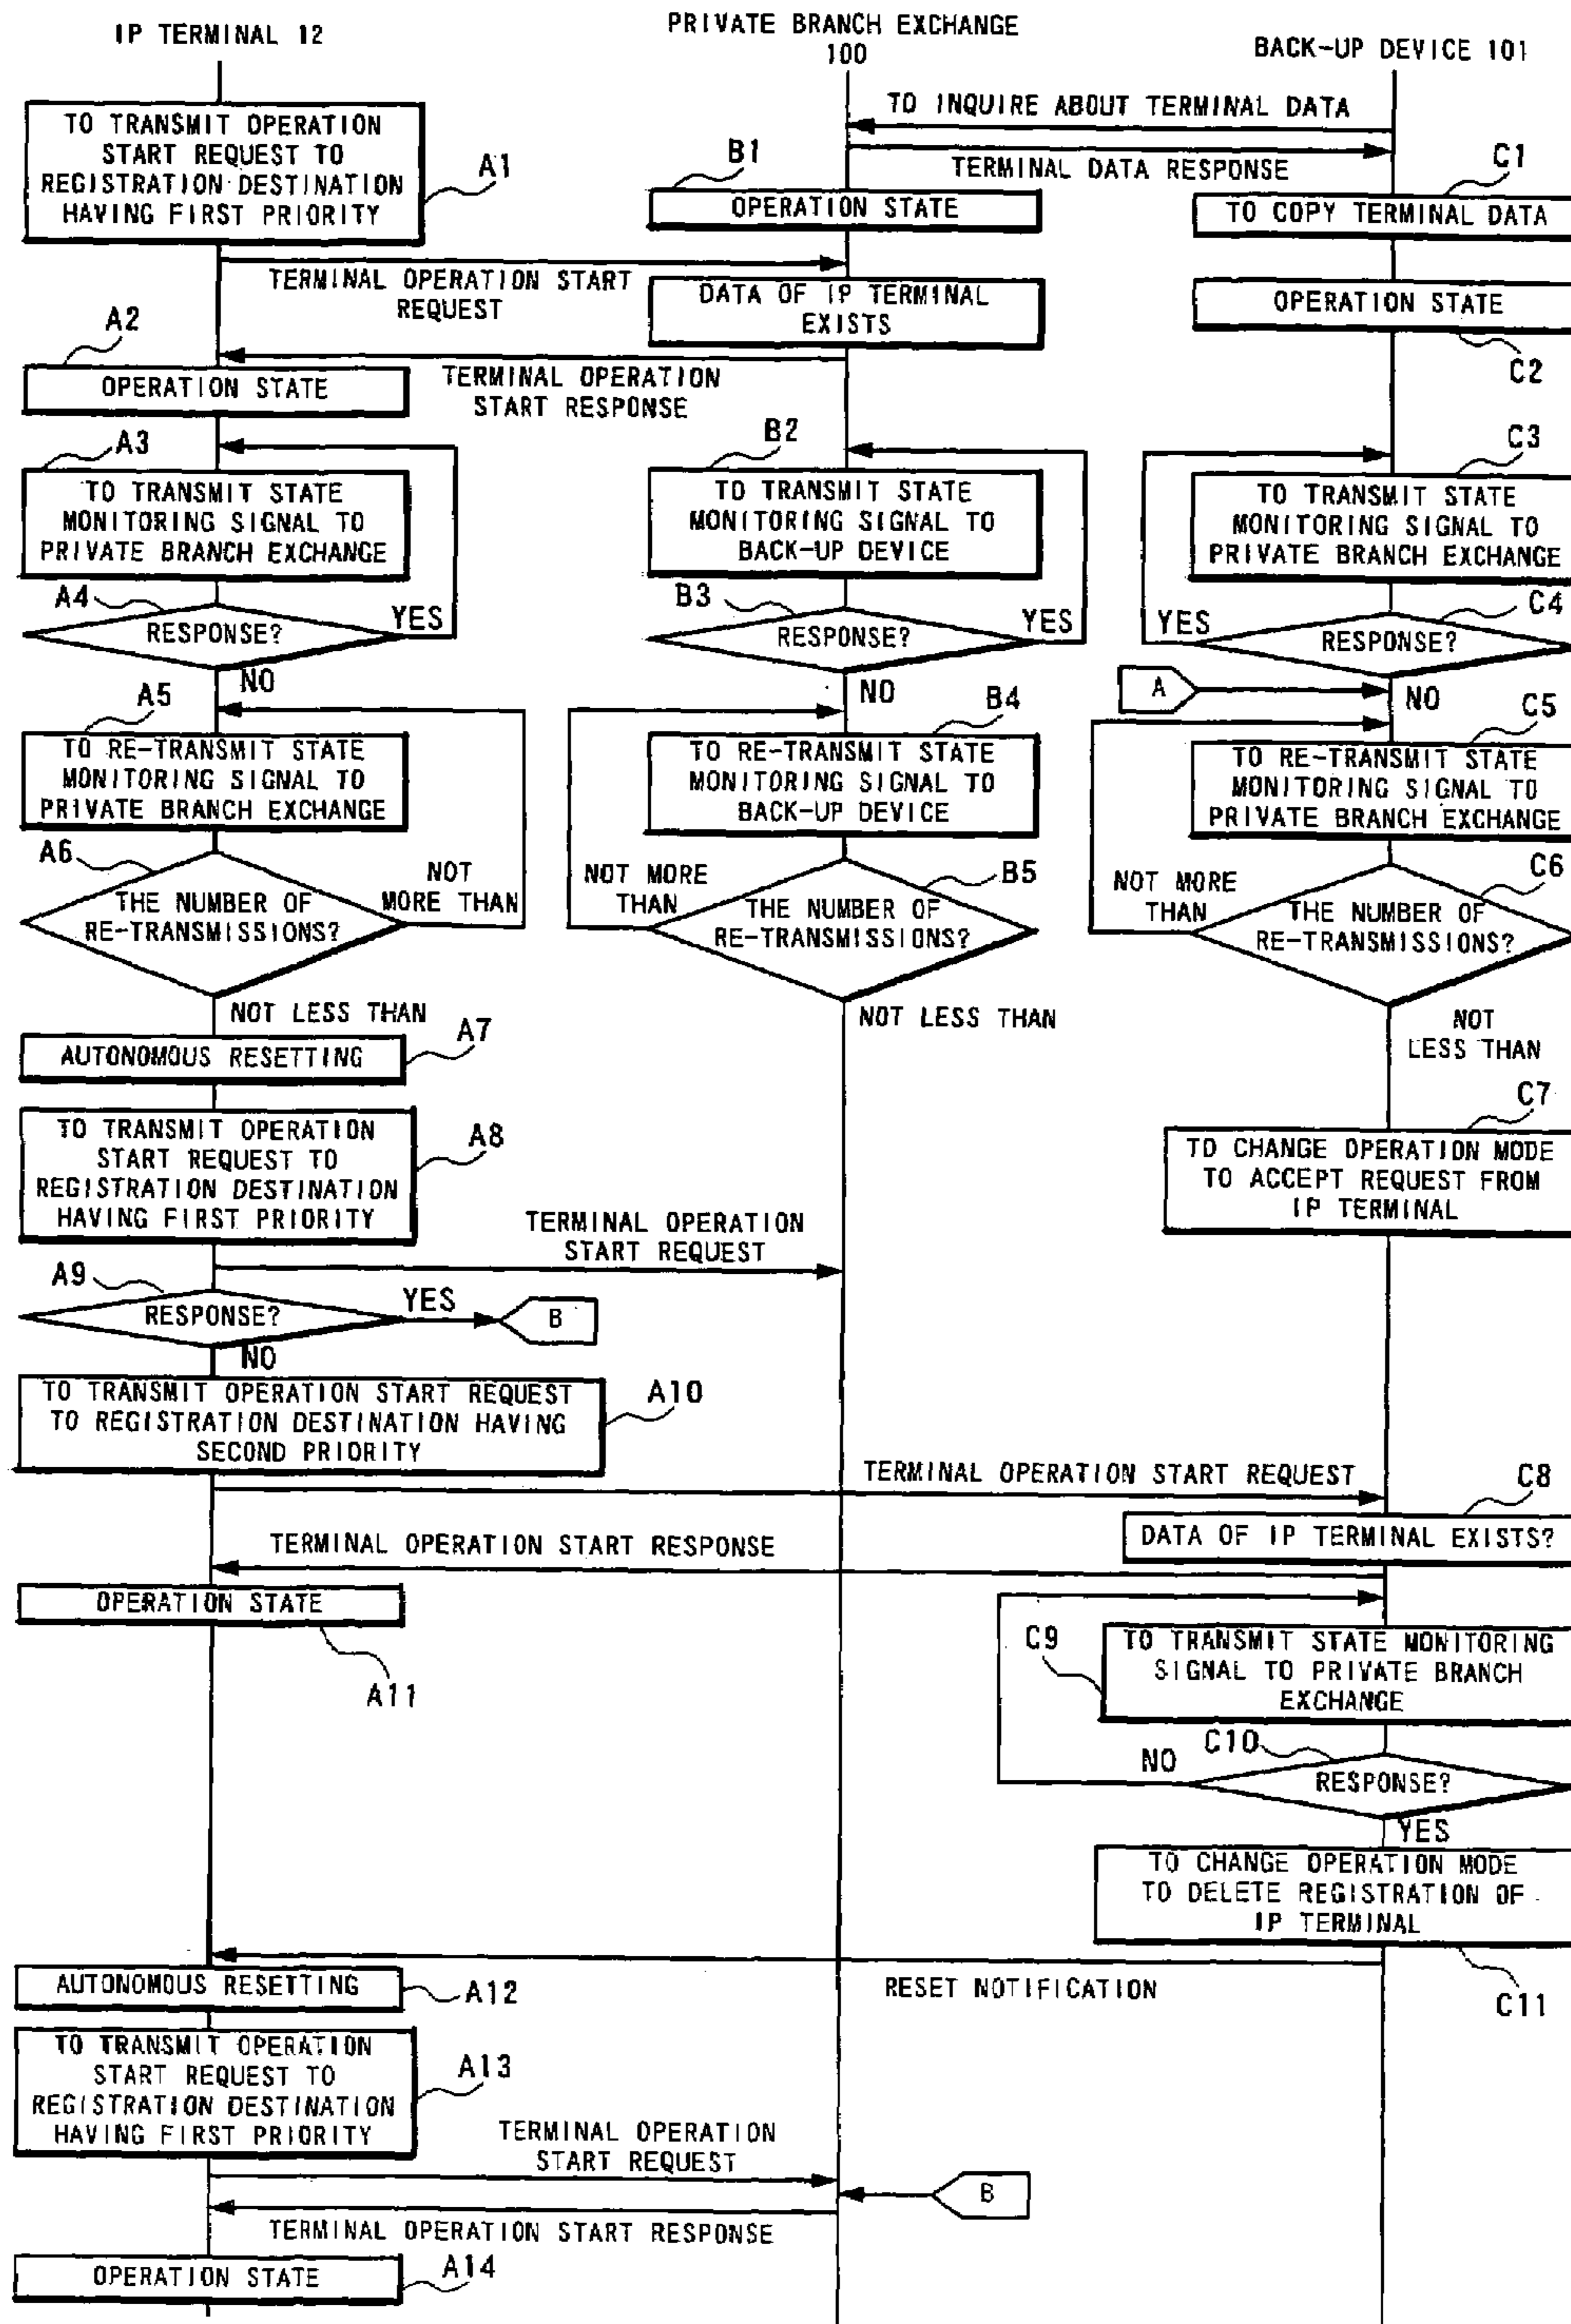 IP TERMINAL 12
PRIVATE BRANCH EXCHANGE
100
BACK-UP DEVICE 101
TO INQUIRE ABOUT TERMINAL DATA
TERMINAL DATA RESPONSE
TO TRANSMIT OPERATION
START REQUEST TO
REGISTRATION DESTINATION
HAVING FIRST PRIORITY
A1
B1
OPERATION STATE
C1
TO COPY TERMINAL DATA
TERMINAL OPERATION START
REQUEST
DATA OF IP TERMINAL
EXISTS
OPERATION STATE
C2
A2
OPERATION STATE
TERMINAL OPERATION
START RESPONSE
A3
TO TRANSMIT STATE
MONITORING SIGNAL TO
PRIVATE BRANCH EXCHANGE
B2
TO TRANSMIT STATE
MONITORING SIGNAL TO
BACK-UP DEVICE
C3
TO TRANSMIT STATE
MONITORING SIGNAL TO
PRIVATE BRANCH EXCHANGE
A4
RESPONSE?
YES
NO
B3
RESPONSE?
YES
NO
C4
YES
RESPONSE?
A
NO
A5
TO RE-TRANSMIT STATE
MONITORING SIGNAL TO
PRIVATE BRANCH EXCHANGE
B4
TO RE-TRANSMIT STATE
MONITORING SIGNAL TO
BACK-UP DEVICE
C5
TO RE-TRANSMIT STATE
MONITORING SIGNAL TO
PRIVATE BRANCH EXCHANGE
A6
THE NUMBER OF
RE-TRANSMISSIONS?
NOT
MORE THAN
NOT LESS THAN
NOT MORE
THAN
B5
THE NUMBER OF
RE-TRANSMISSIONS?
NOT LESS THAN
NOT MORE
THAN
C6
THE NUMBER OF
RE-TRANSMISSIONS?
NOT
LESS THAN
A7
AUTONOMOUS RESETTING
TO TRANSMIT OPERATION
START REQUEST TO
REGISTRATION DESTINATION
HAVING FIRST PRIORITY
A8
C7
TO CHANGE OPERATION MODE
TO ACCEPT REQUEST FROM
IP TERMINAL
TERMINAL OPERATION
START REQUEST
A9
RESPONSE?
YES
B
NO
TO TRANSMIT OPERATION START REQUEST
TO REGISTRATION DESTINATION HAVING
SECOND PRIORITY
A10
TERMINAL OPERATION START REQUEST
C8
DATA OF IP TERMINAL EXISTS?
TERMINAL OPERATION START RESPONSE
OPERATION STATE
A11
C9
TO TRANSMIT STATE MONITORING
SIGNAL TO PRIVATE BRANCH
EXCHANGE
C10
NO
RESPONSE?
YES
TO CHANGE OPERATION MODE
TO DELETE REGISTRATION OF
IP TERMINAL
C11
RESET NOTIFICATION
AUTONOMOUS RESETTING
A12
TO TRANSMIT OPERATION
START REQUEST TO
REGISTRATION DESTINATION
HAVING FIRST PRIORITY
A13
TERMINAL OPERATION
START REQUEST
B
TERMINAL OPERATION START RESPONSE
OPERATION STATE
A14